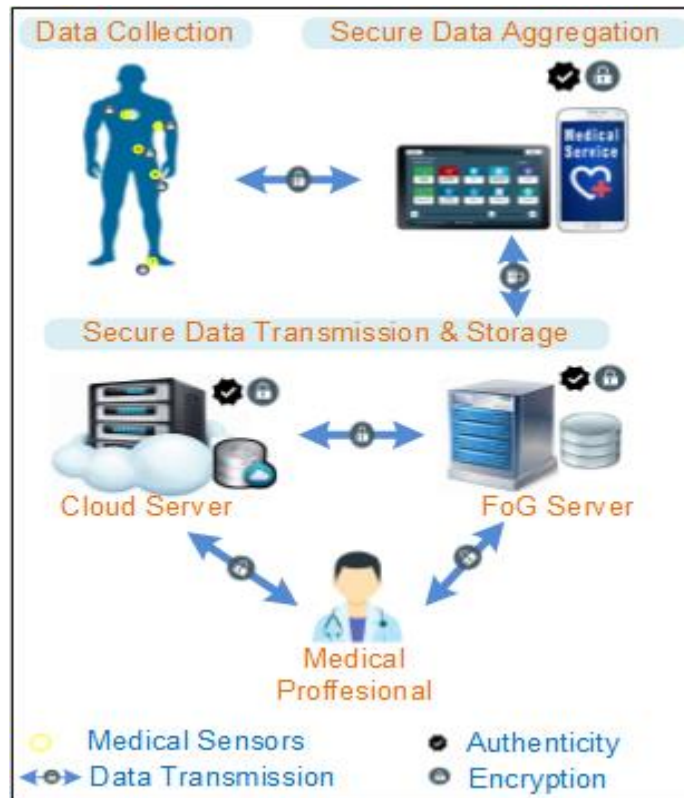 Data Collection
Secure Data Aggregation
Medical
Service
Secure Data Transmission & Storage
Cloud Server
FoG Server
Medical
Proffesional
Medical Sensors
Authenticity
Data Transmission
Encryption